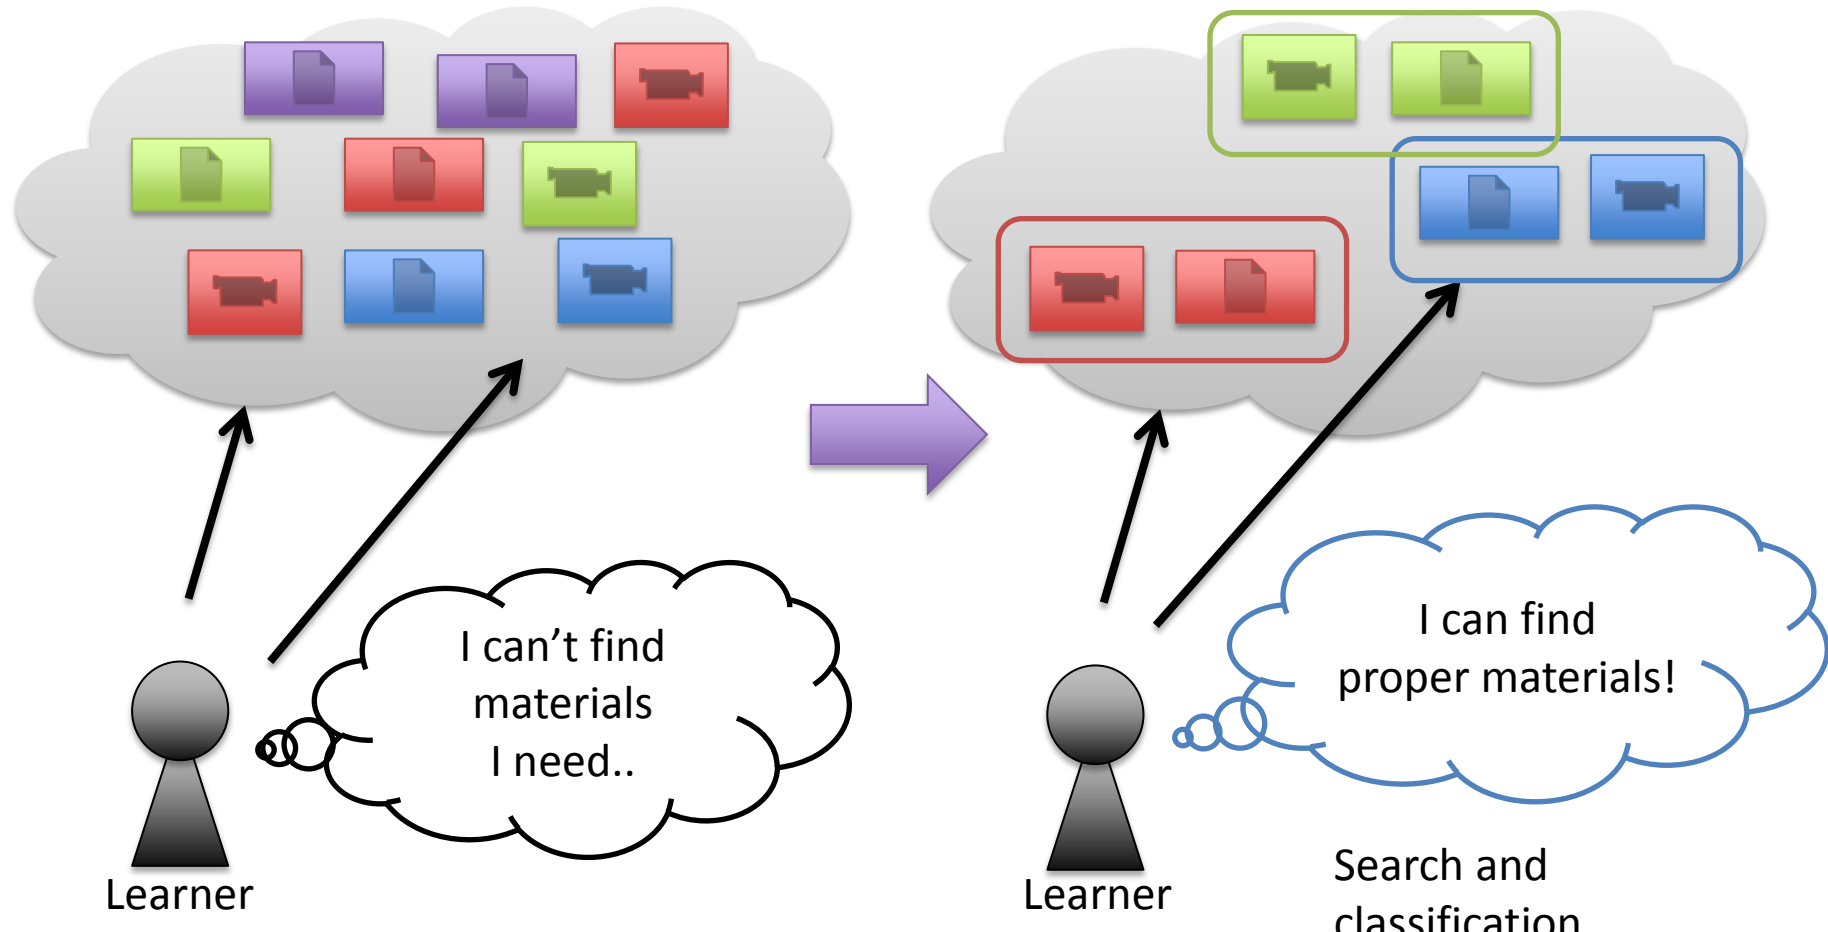 I can’t find
materials
I need..
Learner
I can find
proper materials!
Learner
Search and
classification